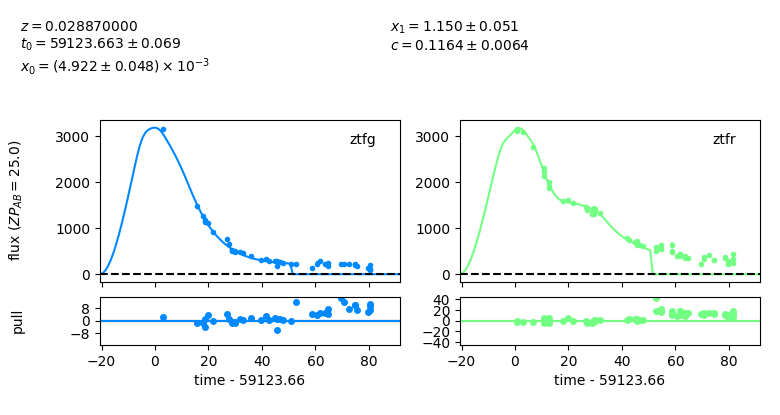 z = 0.028870000
t₀ = 59123.663 ± 0.069
x₀ = (4.922 ± 0.048) × 10⁻³
x₁ = 1.150 ± 0.051
c = 0.1164 ± 0.0064
flux (ZP_AB = 25.0)
3000
2000
1000
0
ztfg
3000
2000
1000
0
ztfr
pull
8
0
−8
−20
0
20
40
60
80
time - 59123.66
40
20
0
−20
−40
−20
0
20
40
60
80
time - 59123.66